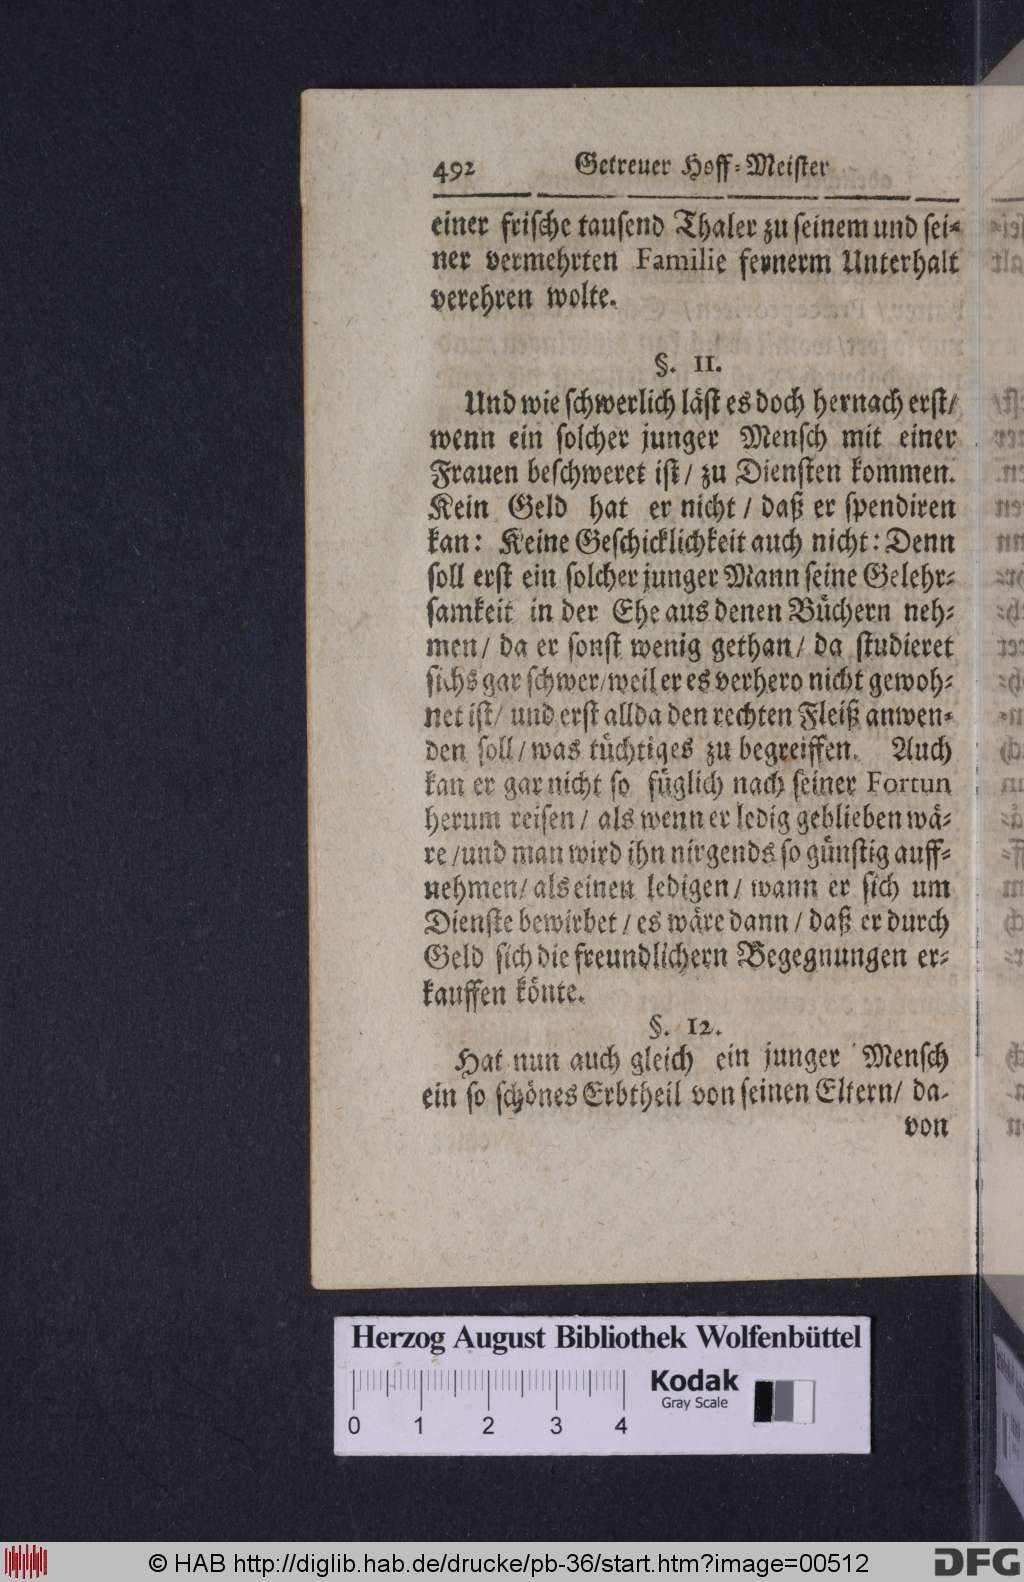 492 Getreuer Hoff-Meister
einer frische tausend Thaler zu seinem und sei-
ner vermehrten Familie fernerm Unterhalt
verehren wolte.
§. 11.
Und wie schwerlich läst es doch hernach erst/
wenn ein solcher junger Mensch mit einer
Frauen beschweret ist/ zu Diensten kommen.
Kein Geld hat er nicht / daß er spendiren
kan: Keine Geschicklichkeit auch nicht: Denn
soll erst ein solcher junger Mann seine Gelehr-
samkeit in der Ehe aus denen Büchern neh-
men/ da er sonst wenig gethan/ da studieret
sichs gar schwer/weil er es verhero nicht gewoh-
net ist/ und erst allda den rechten Fleiß anwen-
den soll/was tüchtiges zu begreiffen. Auch
kan er gar nicht so füglich nach seiner Fortun
herum reisen/ als wenn er ledig geblieben wä-
re/und man wird ihn nirgends so günstig auff-
nehmen/als einen ledigen/ wann er sich um
Dienste bewirbet/es wäre dann/daß er durch
Geld sich die freundlichern Begegnungen er-
kauffen könte.
§. 12.
Hat nun auch gleich ein junger Mensch
ein so schönes Erbtheil von seinen Eltern/ da-
von
Herzog August Bibliothek Wolfenbüttel
Kodak
Gray Scale
0 1 2 3 4
© HAB http://diglib.hab.de/drucke/pb-36/start.htm?image=00512
DFG